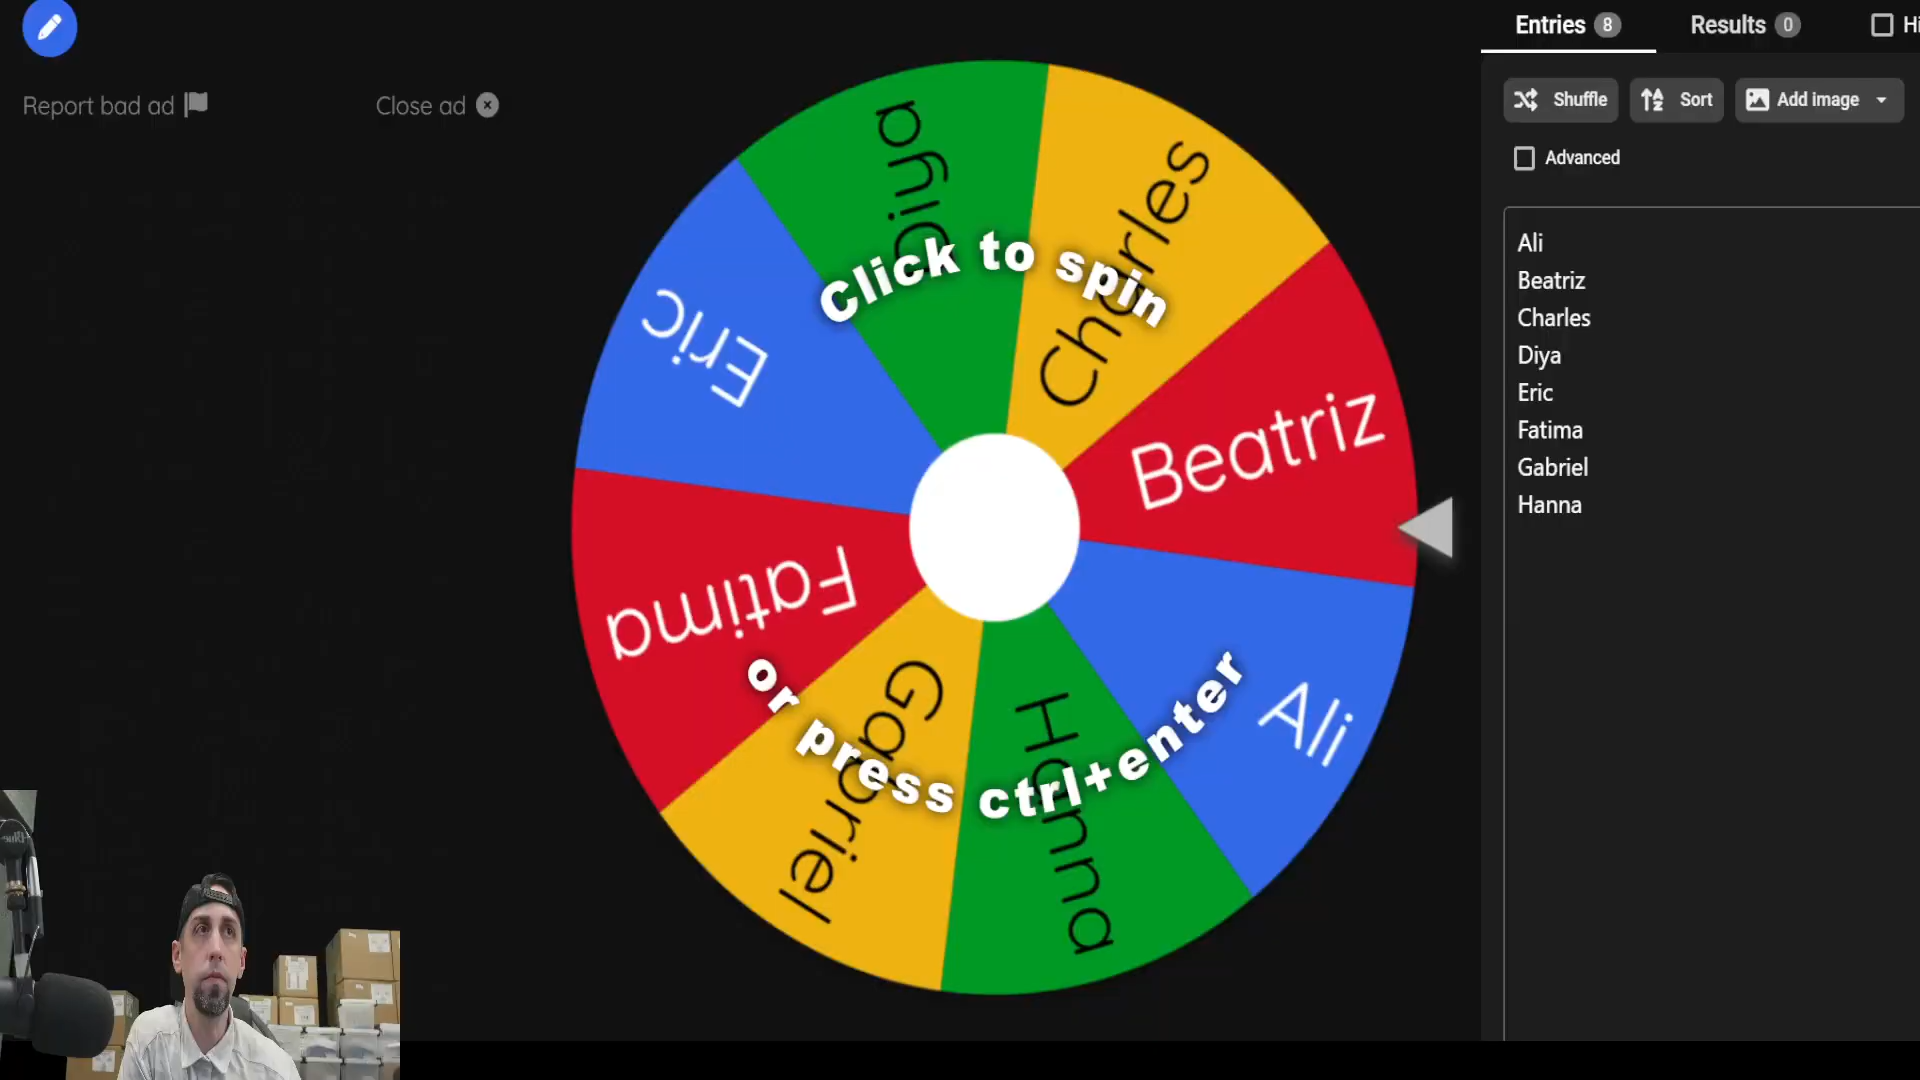 Entries 8
Results 0
Hi
Report bad ad
Close ad
Shuffle
Sort
Add image
Advanced
Diya
Charles
Eric
Click to spin
Beatriz
Fatima
or press ctrl+enter
Ali
Gabriel
Hanna
Ali
Beatriz
Charles
Diya
Eric
Fatima
Gabriel
Hanna